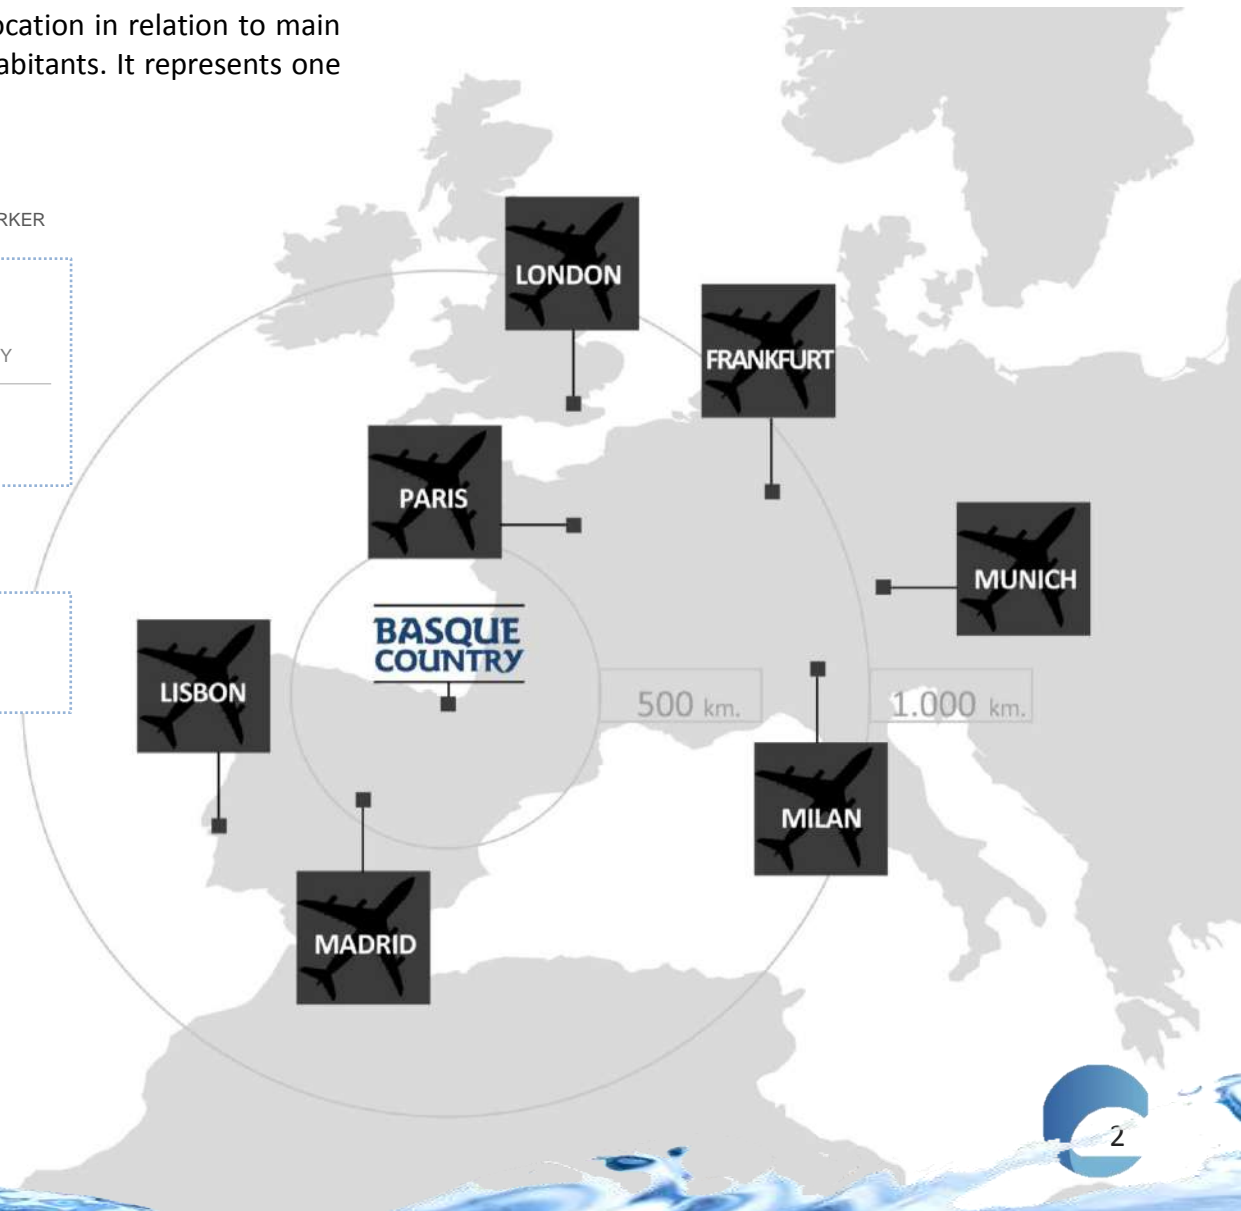 ocation in relation to main
abitants. It represents one
RKER
Y
LONDON
FRANKFURT
PARIS
MUNICH
BASQUE
COUNTRY
LISBON
500 km.
1.000 km.
MILAN
MADRID
2